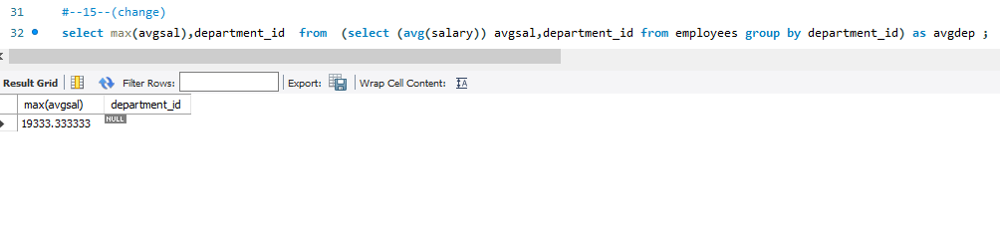 31 #--15--(change)
32 select max(avgsal),department_id from (select (avg(salary)) avgsal,department_id from employees group by department_id) as avgdep ;
Result Grid Filter Rows: Export: Wrap Cell Content: IA
max(avgsal) department_id
19333.333333 NULL